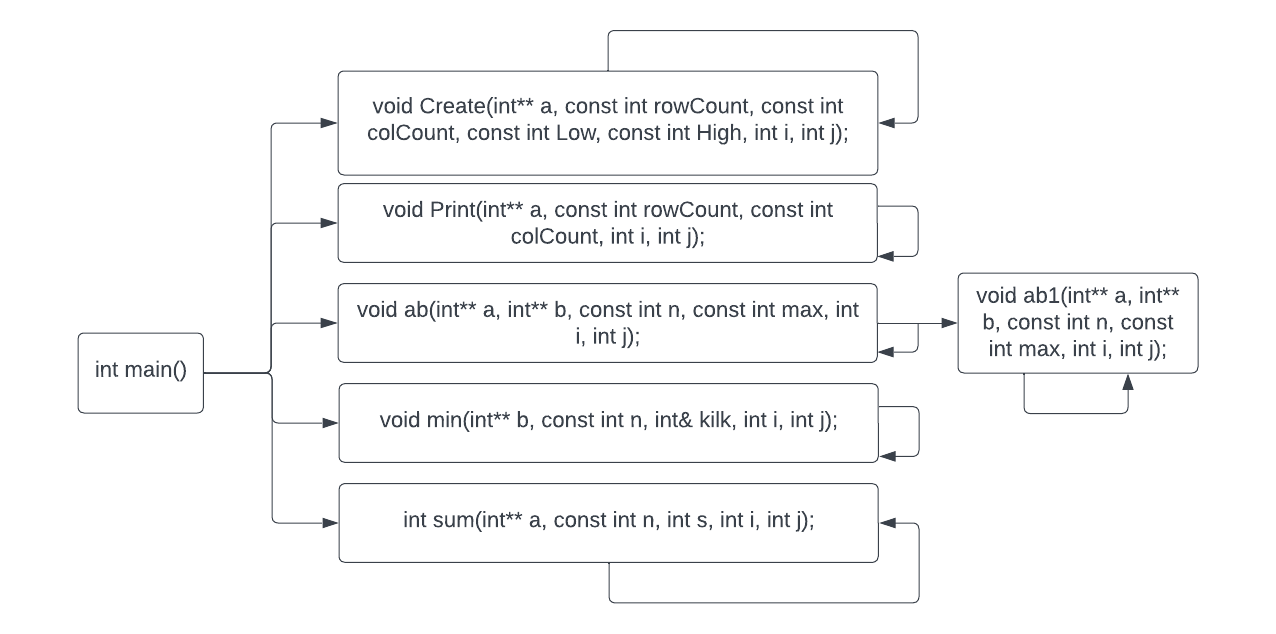 void Create(int** a, const int rowCount, const int
colCount, const int Low, const int High, int i, int j);
void Print(int** a, const int rowCount, const int
colCount, int i, int j);
void ab(int** a, int** b, const int n, const int max, int
i, int j);
void ab1(int** a, int**
b, const int n, const
int max, int i, int j);
int main()
void min(int** b, const int n, int& kilk, int i, int j);
int sum(int** a, const int n, int s, int i, int j);